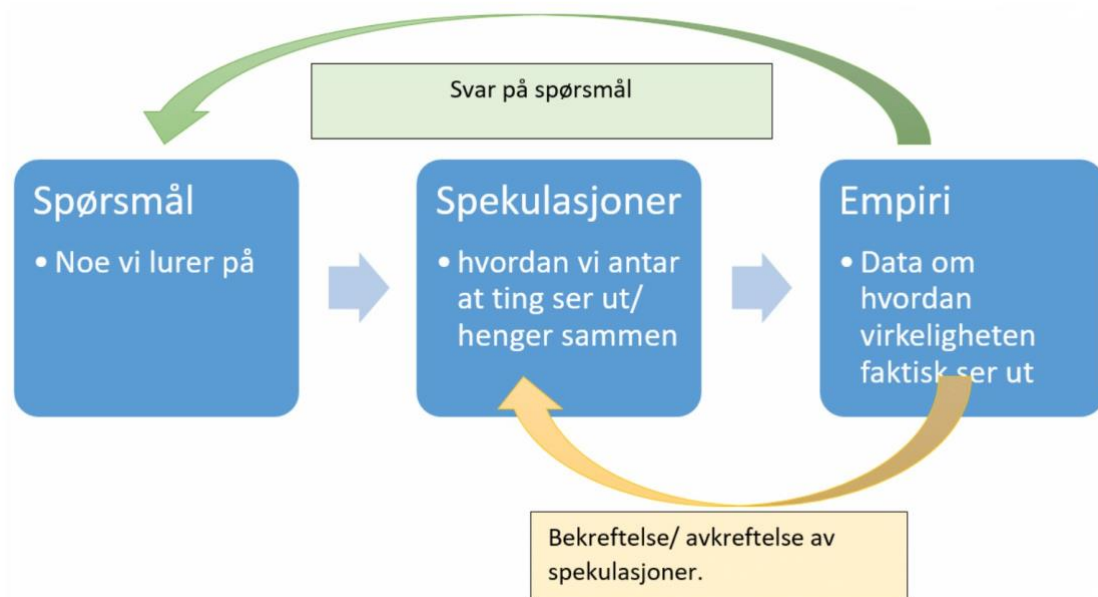 Svar på spørsmål
Spørsmål
• Noe vi lurer på
Spekulasjoner
• hvordan vi antar
at ting ser ut/
henger sammen
Empiri
• Data om
hvordan
virkeligheten
faktisk ser ut
Bekreftelse/ avkreftelse av
spekulasjoner.